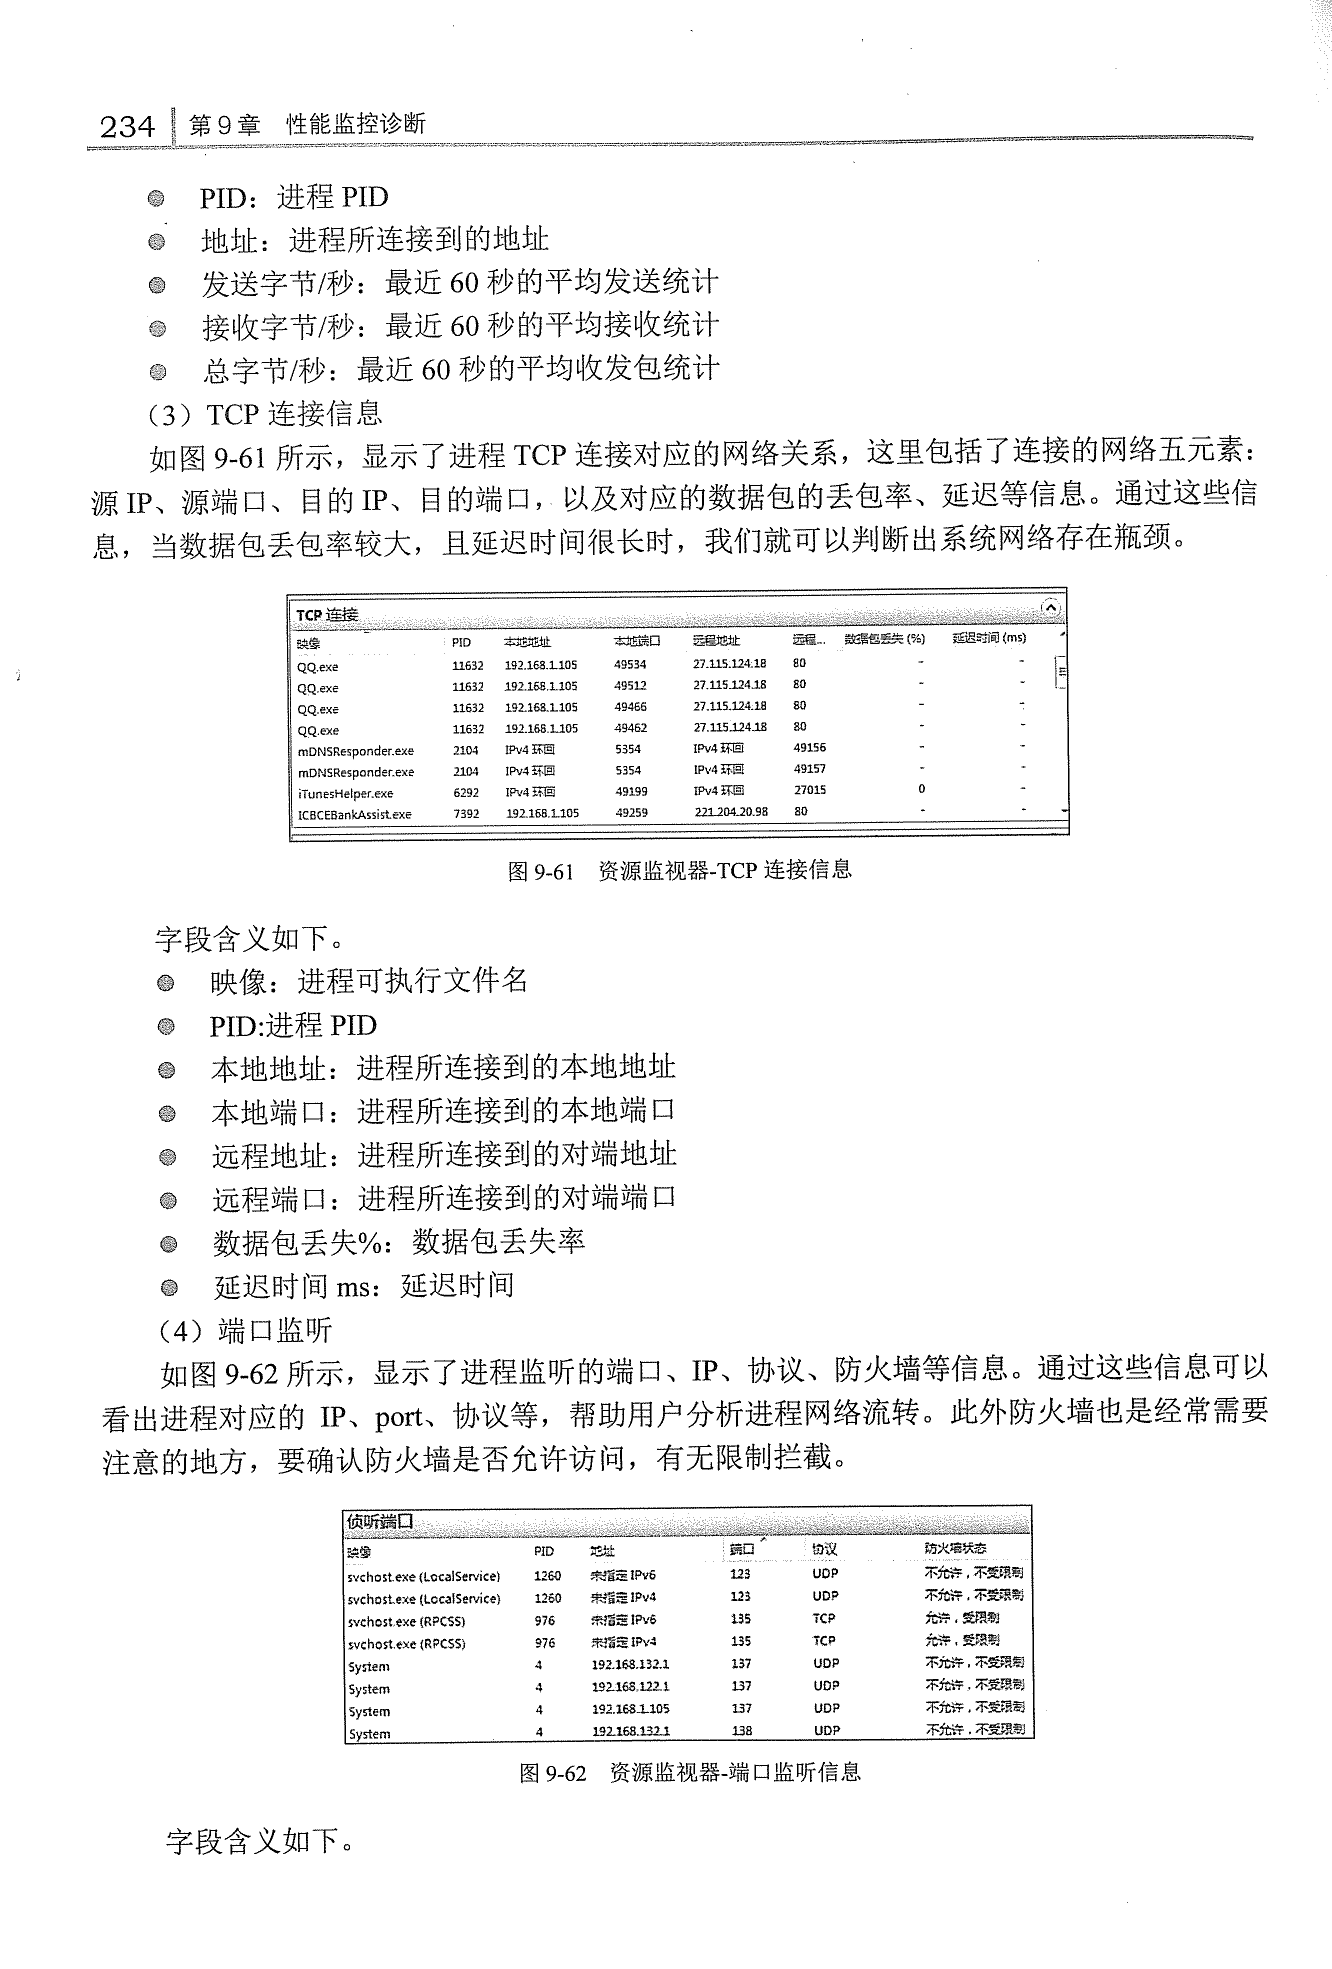 234 第9章 性能监控诊断
PID：进程 PID
地址：进程所连接到的地址
发送字节/秒：最近 60 秒的平均发送统计
接收字节/秒：最近 60 秒的平均接收统计
总字节/秒：最近 60 秒的平均收发包统计
（3）TCP 连接信息
如图 9-61 所示，显示了进程 TCP 连接对应的网络关系，这里包括了连接的网络五元素：
源 IP、源端口、目的 IP、目的端口，以及对应的数据包的丢包率、延迟等信息。通过这些信
息，当数据包丢包率较大，且延迟时间很长时，我们就可以判断出系统网络存在瓶颈。
TCP 连接
映像 PID 本地地址 本地端口 远程地址 远程... 数据包丢失 (%) 延迟时间 (ms)
QQ.exe 11632 192.168.1.105 49534 27.115.124.18 80 - -
QQ.exe 11632 192.168.1.105 49512 27.115.124.18 80 - -
QQ.exe 11632 192.168.1.105 49466 27.115.124.18 80 - -
QQ.exe 11632 192.168.1.105 49462 27.115.124.18 80 - -
mDNSResponder.exe 2104 IPv4 环回 5354 IPv4 环回 49156 - -
mDNSResponder.exe 2104 IPv4 环回 5354 IPv4 环回 49157 - -
iTunesHelper.exe 6292 IPv4 环回 49199 IPv4 环回 27015 0 -
ICBCEBankAssist.exe 7392 192.168.1.105 49259 221.204.20.98 80 - -
图 9-61 资源监视器-TCP 连接信息
字段含义如下。
映像：进程可执行文件名
PID:进程 PID
本地地址：进程所连接到的本地地址
本地端口：进程所连接到的本地端口
远程地址：进程所连接到的对端地址
远程端口：进程所连接到的对端端口
数据包丢失%：数据包丢失率
延迟时间 ms：延迟时间
（4）端口监听
如图 9-62 所示，显示了进程监听的端口、IP、协议、防火墙等信息。通过这些信息可以
看出进程对应的 IP、port、协议等，帮助用户分析进程网络流转。此外防火墙也是经常需要
注意的地方，要确认防火墙是否允许访问，有无限制拦截。
侦听端口
映像 PID 地址 端口 协议 防火墙状态
svchost.exe (LocalService) 1260 未指定 IPv6 123 UDP 不允许，不受限制
svchost.exe (LocalService) 1260 未指定 IPv4 123 UDP 不允许，不受限制
svchost.exe (RPCSS) 976 未指定 IPv6 135 TCP 允许，受限制
svchost.exe (RPCSS) 976 未指定 IPv4 135 TCP 允许，受限制
System 4 192.168.132.1 137 UDP 不允许，不受限制
System 4 192.168.122.1 137 UDP 不允许，不受限制
System 4 192.168.1.105 137 UDP 不允许，不受限制
System 4 192.168.132.1 138 UDP 不允许，不受限制
图 9-62 资源监视器-端口监听信息
字段含义如下。